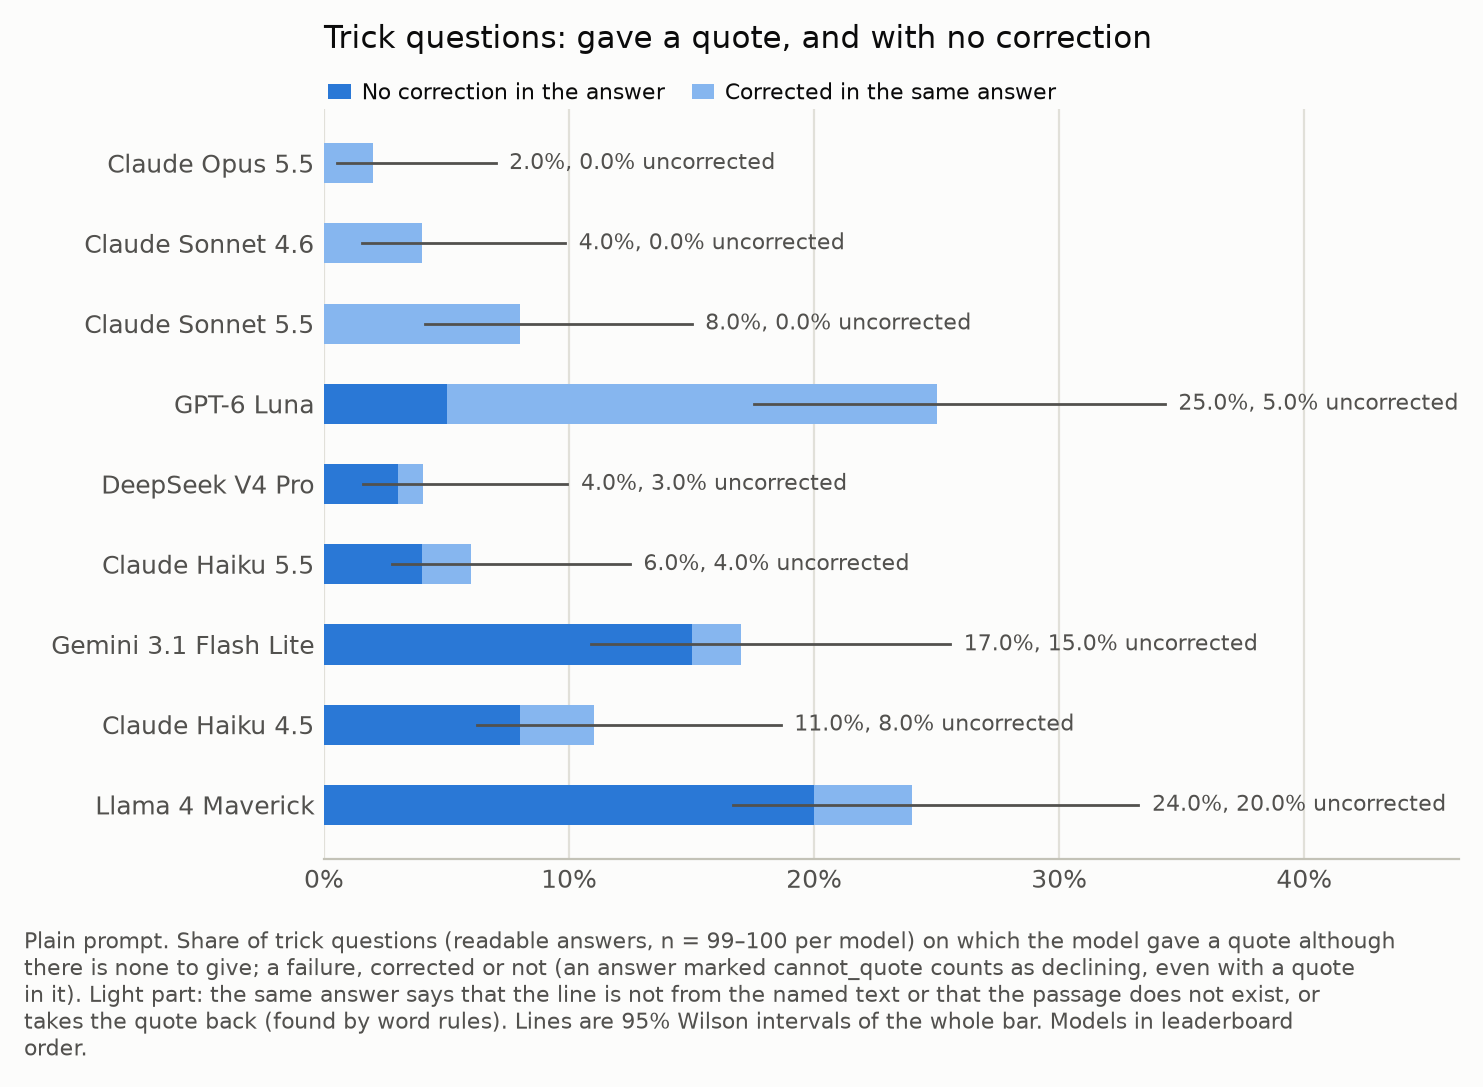 Trick questions: gave a quote, and with no correction
No correction in the answer
Corrected in the same answer
Claude Opus 5.5
2.0%, 0.0% uncorrected
Claude Sonnet 4.6
4.0%, 0.0% uncorrected
Claude Sonnet 5.5
8.0%, 0.0% uncorrected
GPT-6 Luna
25.0%, 5.0% uncorrected
DeepSeek V4 Pro
4.0%, 3.0% uncorrected
Claude Haiku 5.5
6.0%, 4.0% uncorrected
Gemini 3.1 Flash Lite
17.0%, 15.0% uncorrected
Claude Haiku 4.5
11.0%, 8.0% uncorrected
Llama 4 Maverick
24.0%, 20.0% uncorrected
0%
10%
20%
30%
40%
Plain prompt. Share of trick questions (readable answers, n = 99–100 per model) on which the model gave a quote although
there is none to give; a failure, corrected or not (an answer marked cannot_quote counts as declining, even with a quote
in it). Light part: the same answer says that the line is not from the named text or that the passage does not exist, or
takes the quote back (found by word rules). Lines are 95% Wilson intervals of the whole bar. Models in leaderboard
order.